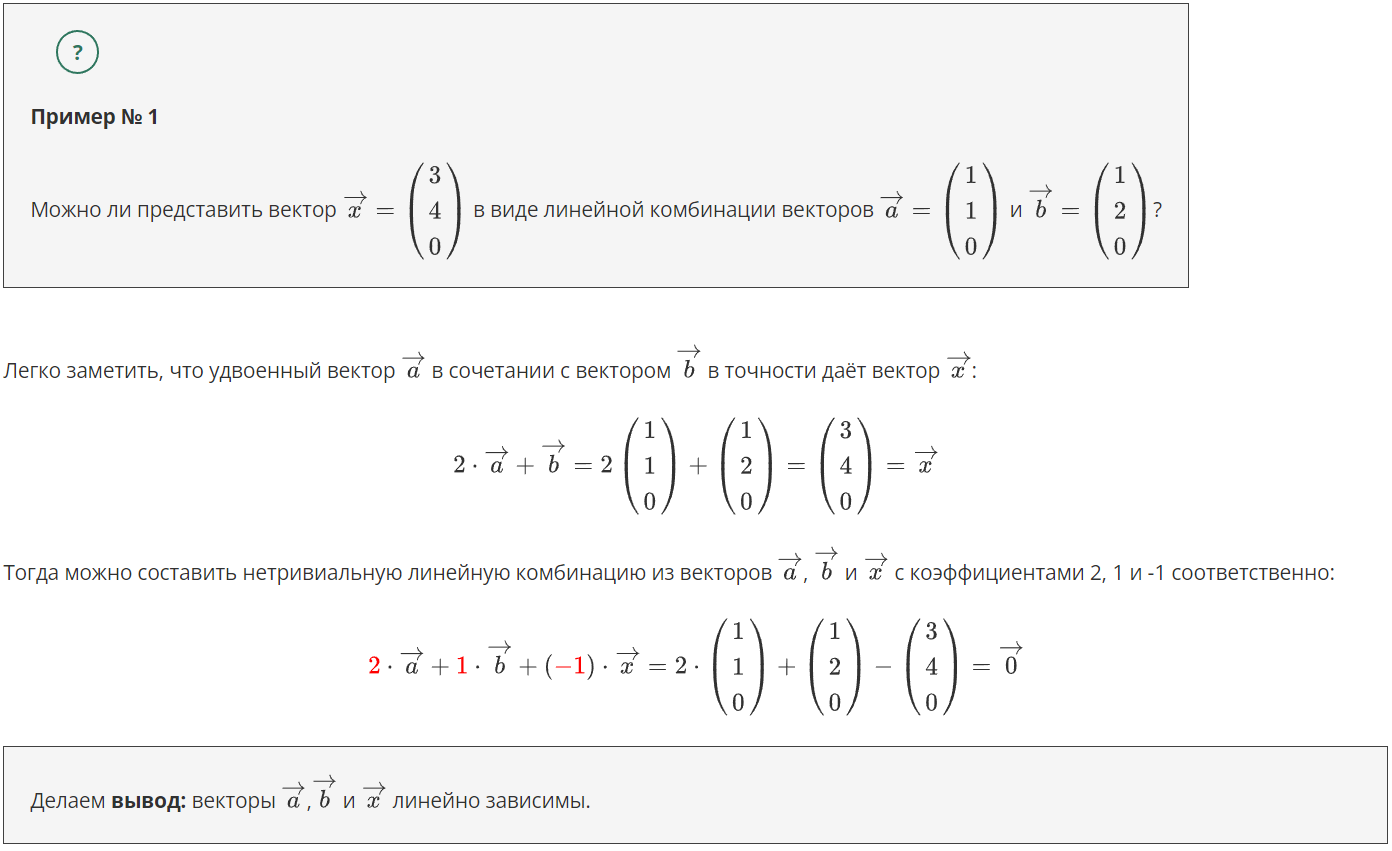 ?
Пример № 1
Можно ли представить вектор $\overrightarrow{x} = \begin{pmatrix} 3 \\ 4 \\ 0 \end{pmatrix}$ в виде линейной комбинации векторов $\overrightarrow{a} = \begin{pmatrix} 1 \\ 1 \\ 0 \end{pmatrix}$ и $\overrightarrow{b} = \begin{pmatrix} 1 \\ 2 \\ 0 \end{pmatrix}$?
Легко заметить, что удвоенный вектор $\overrightarrow{a}$ в сочетании с вектором $\overrightarrow{b}$ в точности даёт вектор $\overrightarrow{x}$:
$2 \cdot \overrightarrow{a} + \overrightarrow{b} = 2 \begin{pmatrix} 1 \\ 1 \\ 0 \end{pmatrix} + \begin{pmatrix} 1 \\ 2 \\ 0 \end{pmatrix} = \begin{pmatrix} 3 \\ 4 \\ 0 \end{pmatrix} = \overrightarrow{x}$
Тогда можно составить нетривиальную линейную комбинацию из векторов $\overrightarrow{a}$, $\overrightarrow{b}$ и $\overrightarrow{x}$ с коэффициентами 2, 1 и -1 соответственно:
$2 \cdot \overrightarrow{a} + 1 \cdot \overrightarrow{b} + (-1) \cdot \overrightarrow{x} = 2 \cdot \begin{pmatrix} 1 \\ 1 \\ 0 \end{pmatrix} + \begin{pmatrix} 1 \\ 2 \\ 0 \end{pmatrix} - \begin{pmatrix} 3 \\ 4 \\ 0 \end{pmatrix} = \overrightarrow{0}$
Делаем вывод: векторы $\overrightarrow{a}$, $\overrightarrow{b}$ и $\overrightarrow{x}$ линейно зависимы.